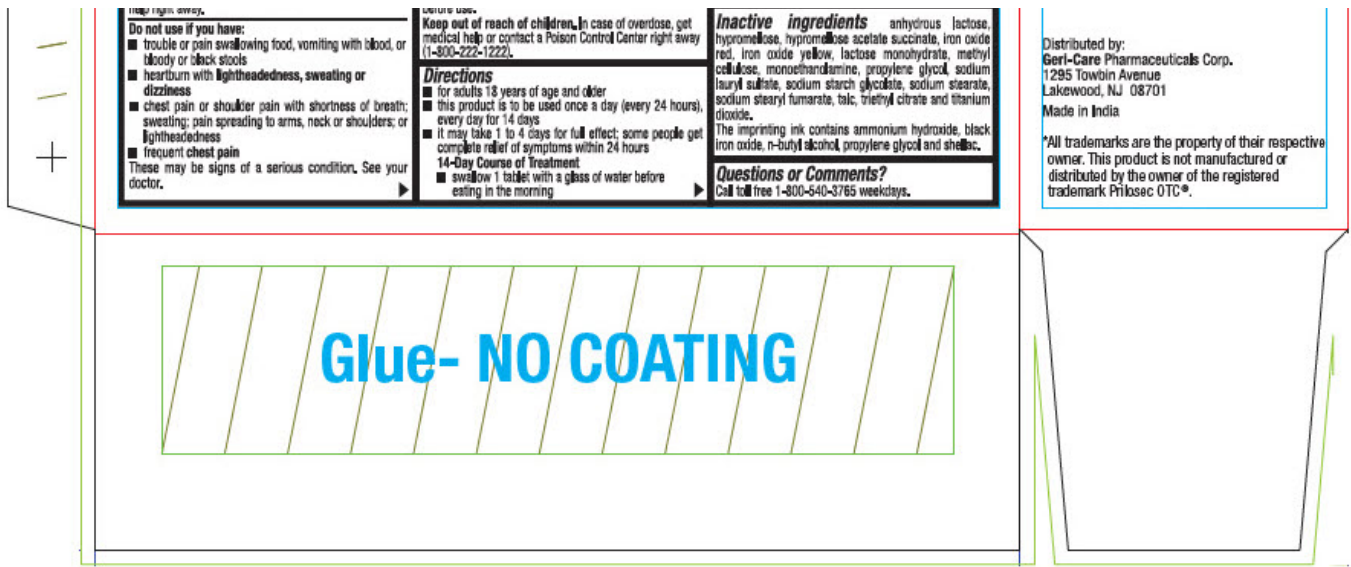 help right away.
Do not use if you have:
■ trouble or pain swallowing food, vomiting with blood, or
bloody or black stools
■ heartburn with lightheadedness, sweating or
dizziness
■ chest pain or shoulder pain with shortness of breath;
sweating; pain spreading to arms, neck or shoulders; or
lightheadedness
■ frequent chest pain
These may be signs of a serious condition. See your
doctor.
before use.
Keep out of reach of children. In case of overdose, get
medical help or contact a Poison Control Center right away
(1-800-222-1222).
Directions
■ for adults 18 years of age and older
■ this product is to be used once a day (every 24 hours),
every day for 14 days
■ it may take 1 to 4 days for full effect; some people get
complete relief of symptoms within 24 hours
14-Day Course of Treatment
■ swallow 1 tablet with a glass of water before
eating in the morning
Inactive ingredients anhydrous lactose,
hypromellose, hypromellose acetate succinate, iron oxide
red, iron oxide yellow, lactose monohydrate, methyl
cellulose, monoethanolamine, propylene glycol, sodium
lauryl sulfate, sodium starch glycolate, sodium stearate,
sodium stearyl fumarate, talc, triethyl citrate and titanium
dioxide.
The imprinting ink contains ammonium hydroxide, black
iron oxide, n-butyl alcohol, propylene glycol and shellac.
Questions or Comments?
Call toll free 1-800-540-3765 weekdays.
Distributed by:
Geri-Care Pharmaceuticals Corp.
1295 Towbin Avenue
Lakewood, NJ 08701
Made in India
*All trademarks are the property of their respective
owner. This product is not manufactured or
distributed by the owner of the registered
trademark Prilosec OTC®.
Glue- NO COATING